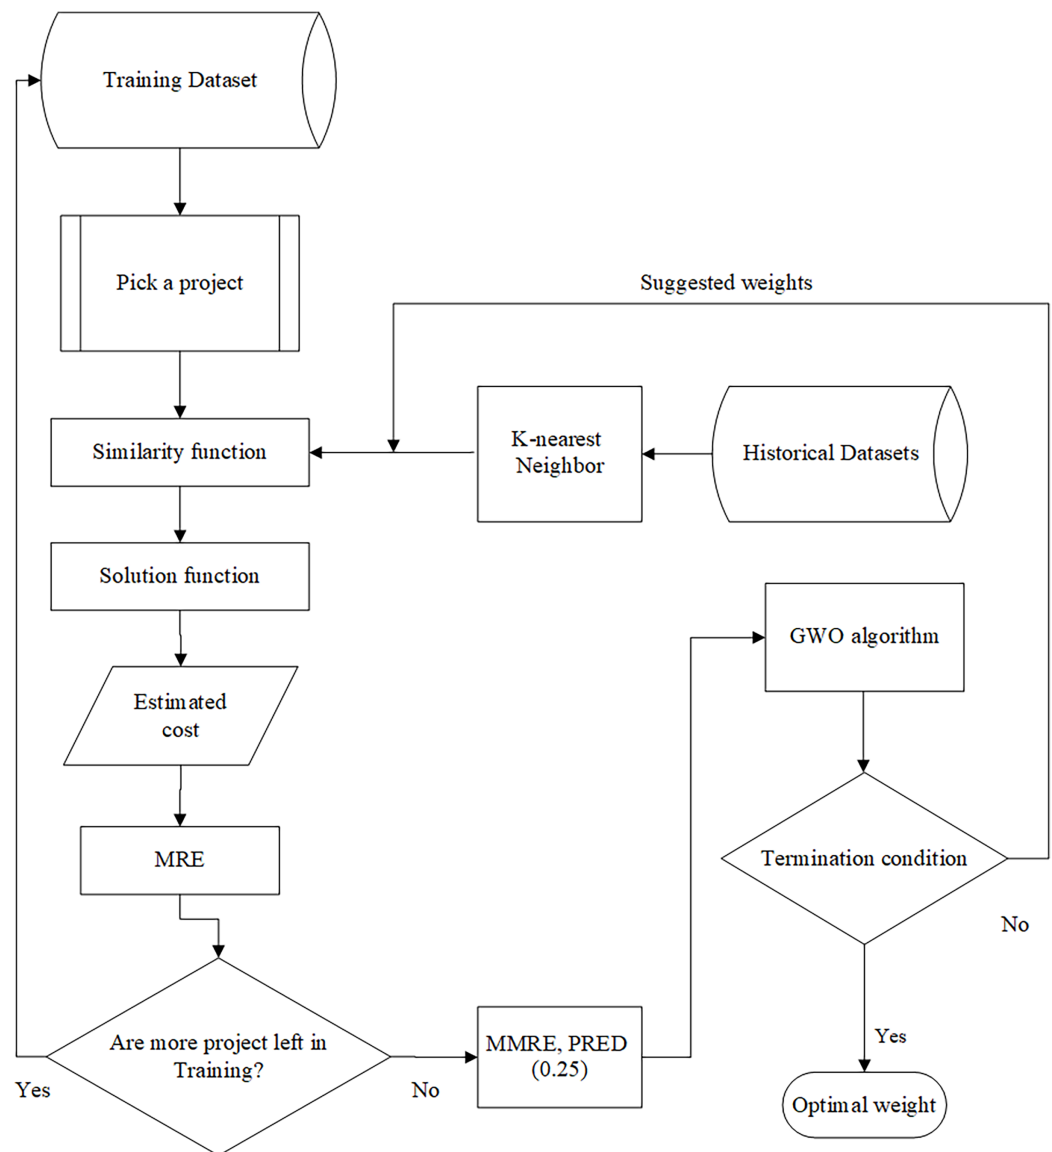 Training Dataset
Pick a project
Suggested weights
Similarity function
K-nearest
Neighbor
Historical Datasets
Solution function
GWO algorithm
Estimated
cost
MRE
Termination condition
No
Are more project left in
Training?
Yes
No
MMRE, PRED
(0.25)
Yes
Optimal weight